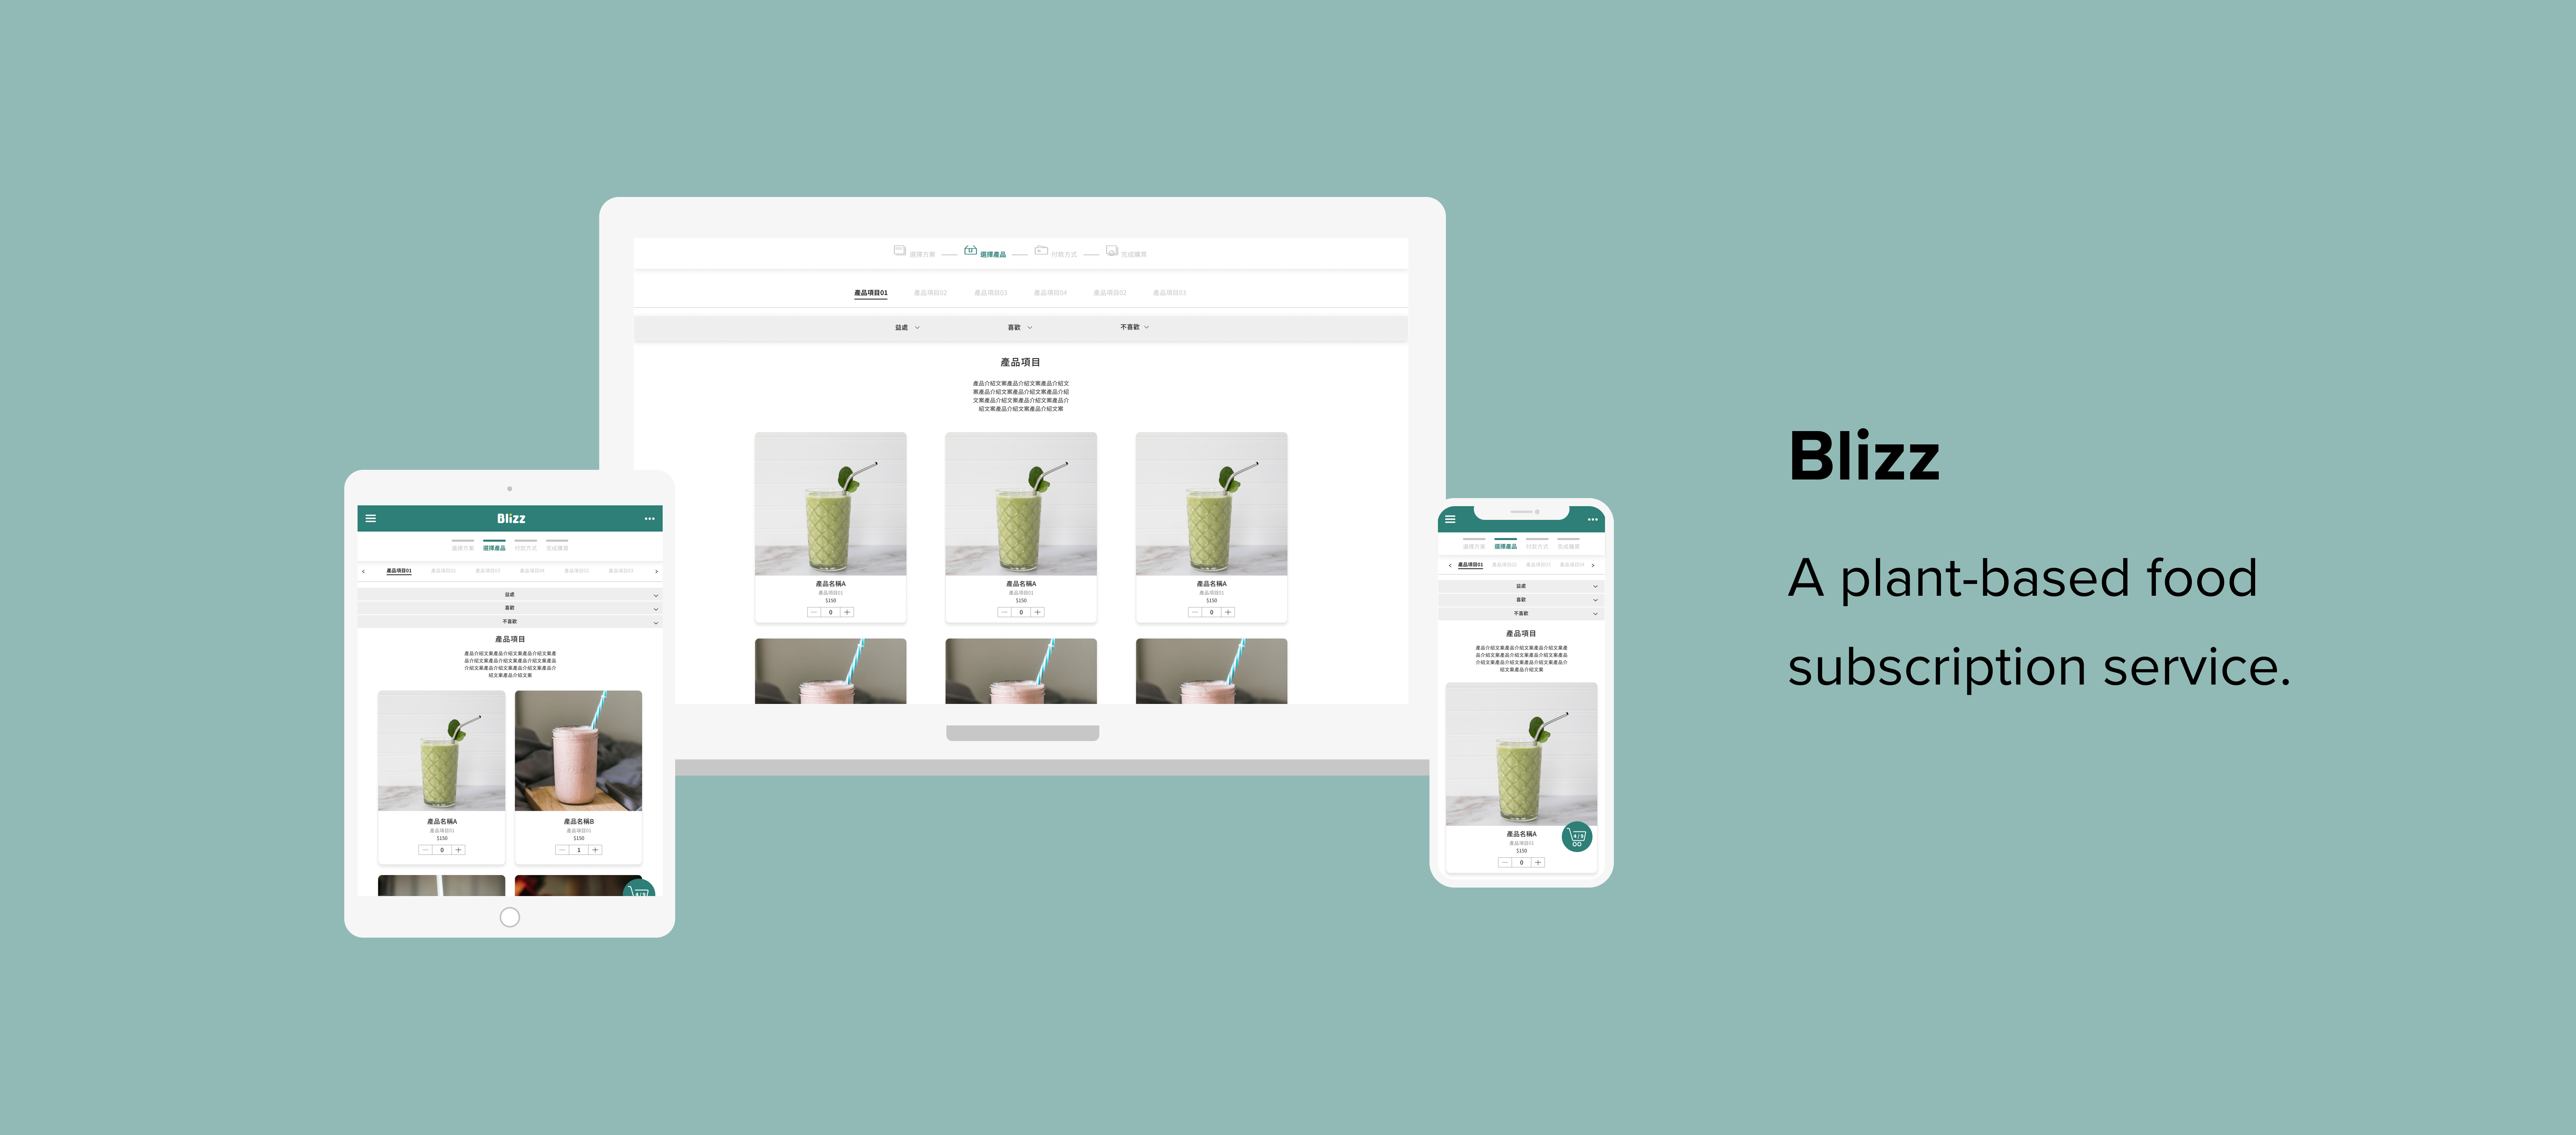 選擇方案
選擇產品
付款方式
完成購買
產品項目01
產品項目02
產品項目03
產品項目04
產品項目02
產品項目03
益處
喜歡
不喜歡
產品項目
產品介紹文案產品介紹文案產品介紹文
案產品介紹文案產品介紹文案產品介紹
文案產品介紹文案產品介紹文案產品介
紹文案產品介紹文案產品介紹文案
產品名稱A
產品項目01
$150
0
產品名稱A
產品項目01
$150
0
產品名稱A
產品項目01
$150
0
Blizz
選擇方案
選擇產品
付款方式
完成購買
產品項目01
產品項目02
產品項目03
產品項目04
產品項目02
產品項目03
益處
喜歡
不喜歡
產品項目
產品介紹文案產品介紹文案產品介紹文案產
品介紹文案產品介紹文案產品介紹文案產品
介紹文案產品介紹文案產品介紹文案產品介
紹文案產品介紹文案
產品名稱A
產品項目01
$150
0
產品名稱B
產品項目01
$150
1
4/5
選擇方案
選擇產品
付款方式
完成購買
產品項目01
產品項目02
產品項目03
產品項目04
益處
喜歡
不喜歡
產品項目
產品介紹文案產品介紹文案產品介紹文案產
品介紹文案產品介紹文案產品介紹文案產品
介紹文案產品介紹文案產品介紹文案產品介
紹文案產品介紹文案
產品名稱A
產品項目01
$150
0
4/5
Blizz
A plant-based food
subscription service.